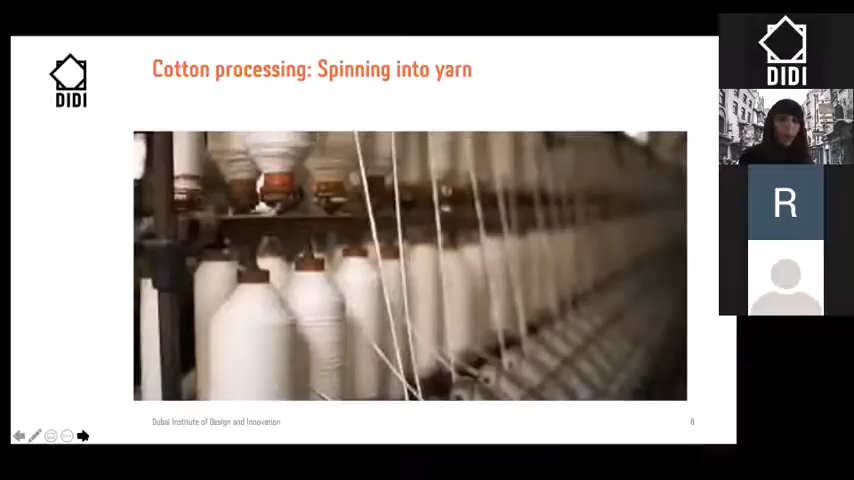 DIDI
Cotton processing: Spinning into yarn
Dubai Institute of Design and Innovation
8
DIDI
R